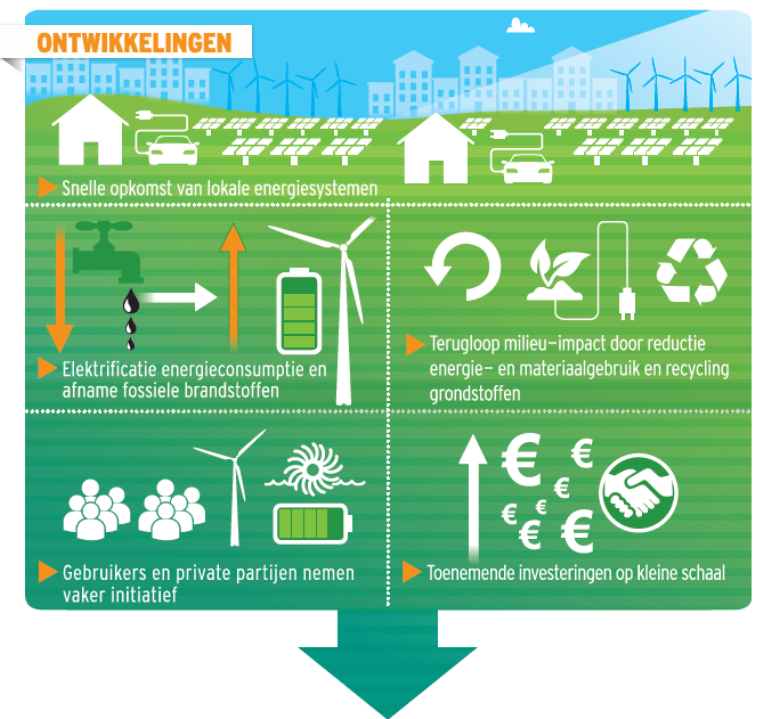 ONTWIKKELINGEN
Snelle opkomst van lokale energiesystemen
Elektrificatie energieconsumptie en
afname fossiele brandstoffen
Terugloop milieu-impact door reductie
energie- en materiaalgebruik en recycling
grondstoffen
€ € € € € € €
Gebruikers en private partijen nemen
vaker initiatief
Toenemende investeringen op kleine schaal